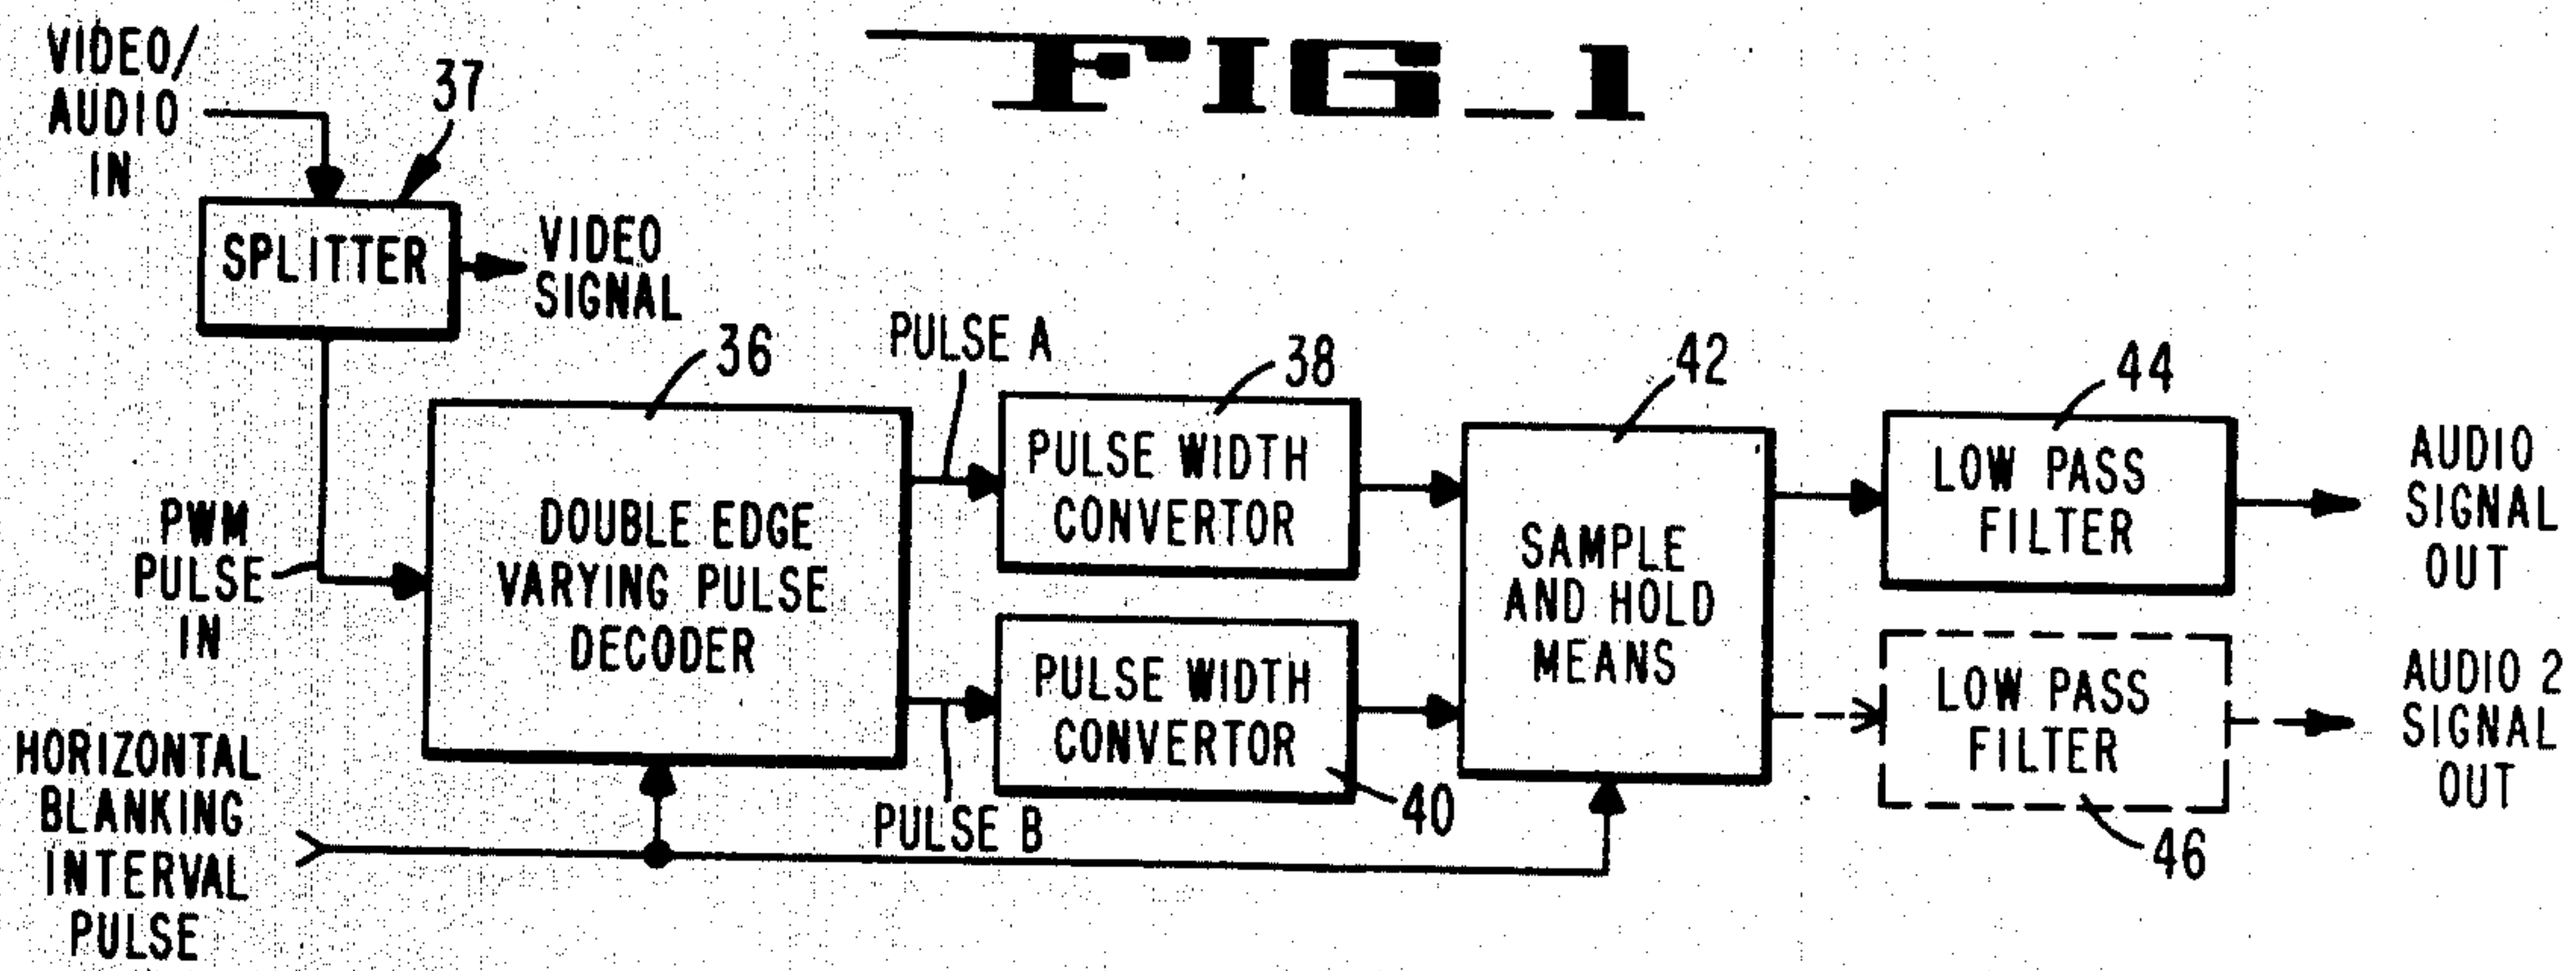 FIG_1
VIDEO/
AUDIO
IN
37
SPLITTER
VIDEO
SIGNAL
PWM
PULSE
IN
36
DOUBLE EDGE
VARYING PULSE
DECODER
HORIZONTAL
BLANKING
INTERVAL
PULSE
PULSE A
38
PULSE WIDTH
CONVERTOR
PULSE B
PULSE WIDTH
CONVERTOR
40
42
SAMPLE
AND HOLD
MEANS
44
LOW PASS
FILTER
AUDIO
SIGNAL
OUT
LOW PASS
FILTER
46
AUDIO 2
SIGNAL
OUT